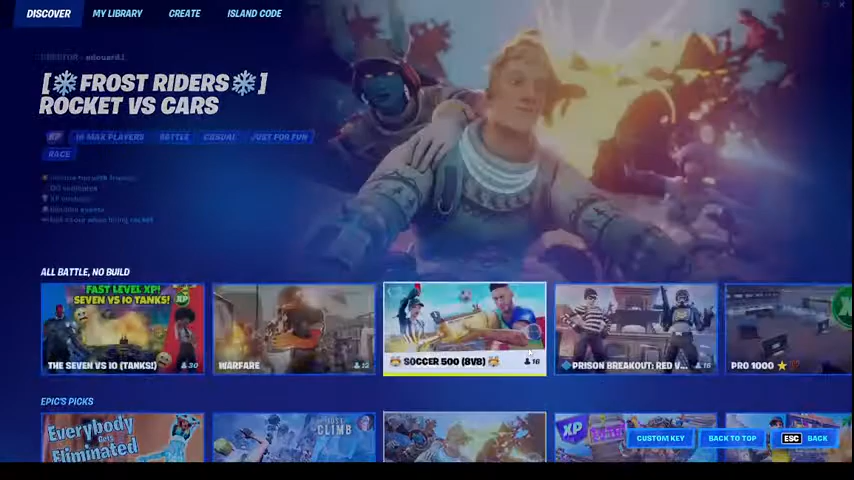 DISCOVER
MY LIBRARY
CREATE
ISLAND CODE
[❄FROST RIDERS❄]
ROCKET VS CARS
XP
16 MAX PLAYERS
BATTLE
CASUAL
JUST FOR FUN
RACE
ALL BATTLE, NO BUILD
FAST LEVEL XP!
SEVEN VS 10 TANKS!
THE SEVEN VS 10 (TANKS!)
30
WARFARE
12
SOCCER 500 (8V8)
16
PRISON BREAKOUT: RED V...
16
PRO 1000 ⭐
EPIC'S PICKS
Everybody
Gets
Eliminated
JUST
CLIMB
XP
CUSTOM KEY
BACK TO TOP
ESC
BACK